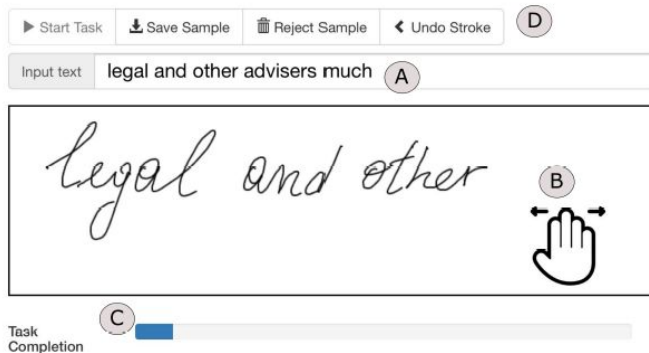 Start Task Save Sample Reject Sample Undo Stroke D
Input text legal and other advisers much A
legal and other
B
C
Task
Completion